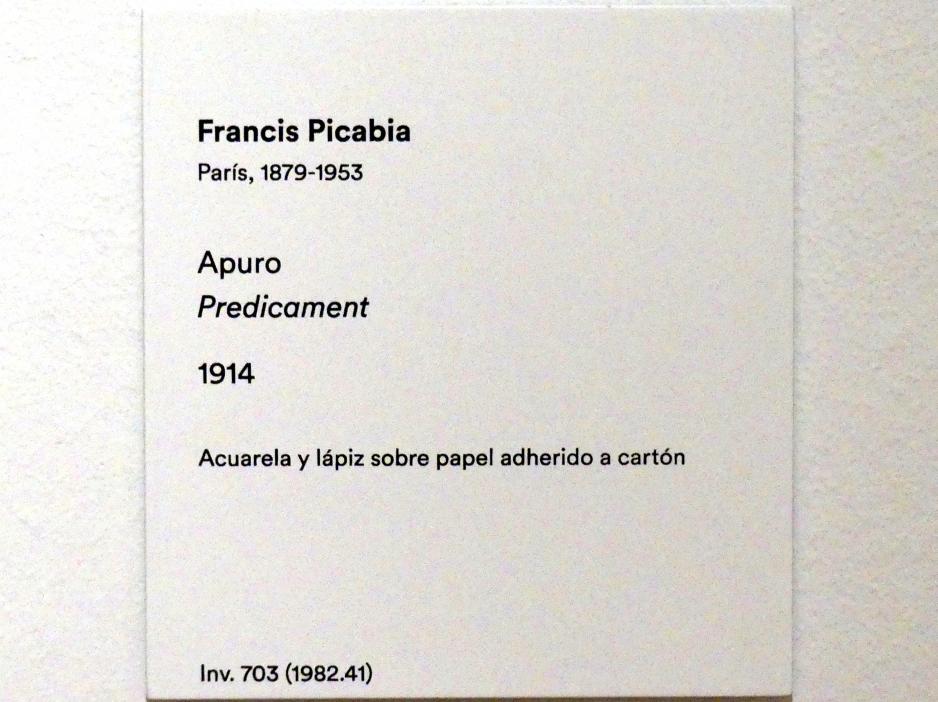 Francis Picabia
París, 1879-1953
Apuro
Predicament
1914
Acuarela y lápiz sobre papel adherido a cartón
Inv. 703 (1982.41)